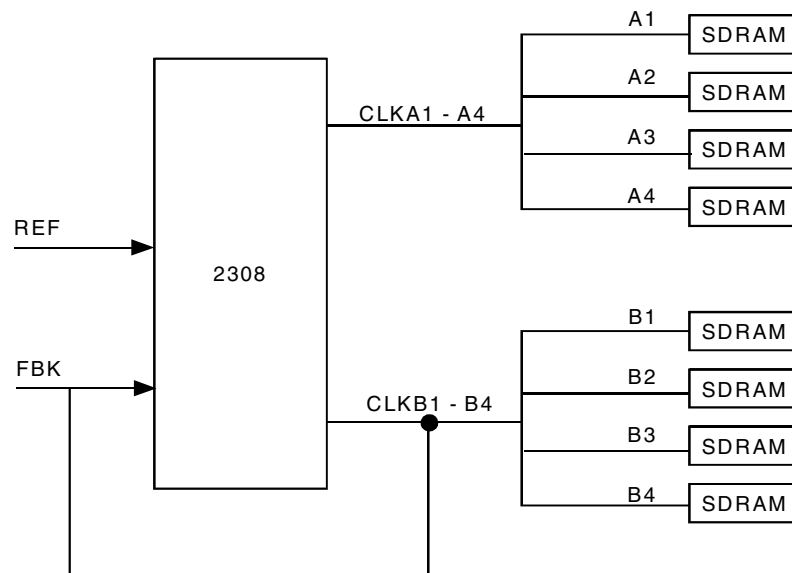 A1
SDRAM
A2
SDRAM
CLKA1 - A4
A3
SDRAM
A4
SDRAM
REF
2308
B1
SDRAM
FBK
B2
SDRAM
CLKB1 - B4
B3
SDRAM
B4
SDRAM